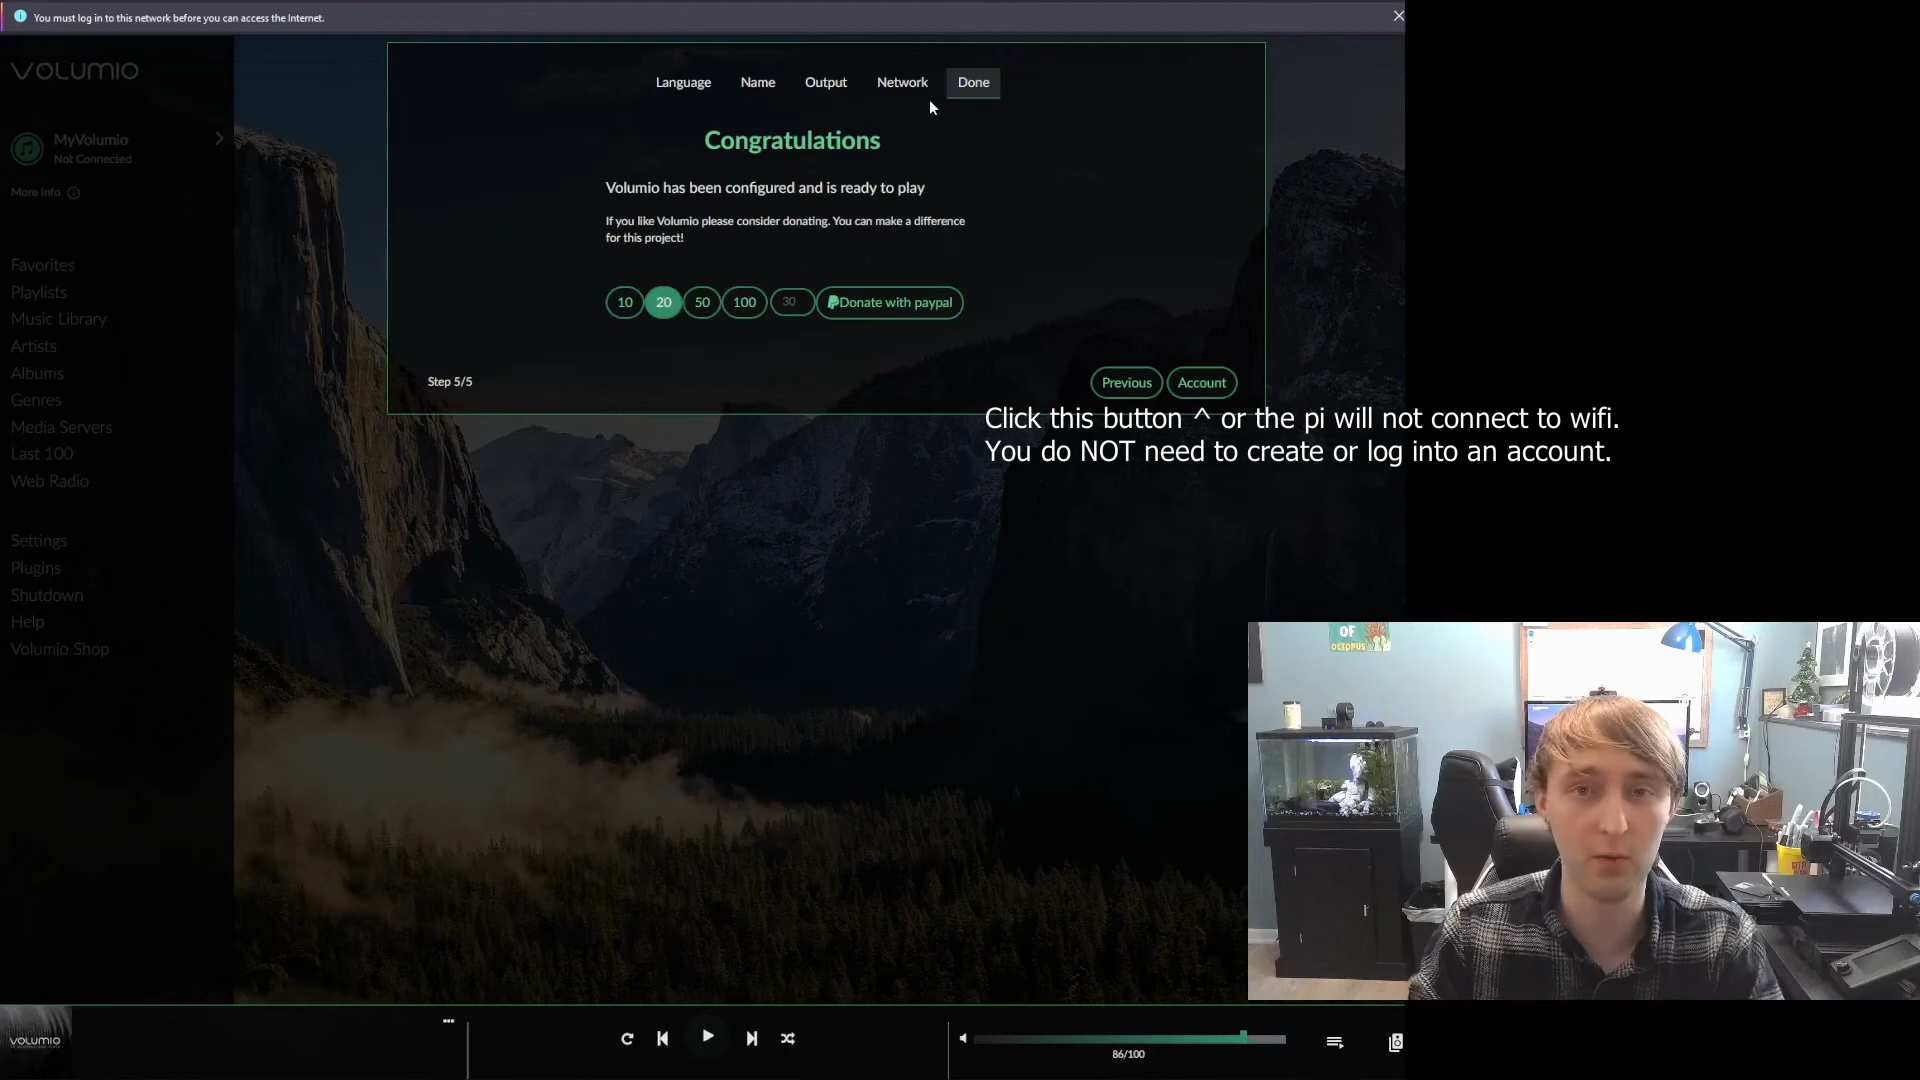 You must log in to this network before you can access the Internet.
VOLUMIO
MyVolumio
Not Connected
More Info
Favorites
Playlists
Music Library
Artists
Albums
Genres
Media Servers
Last 100
Web Radio
Settings
Plugins
Shutdown
Help
Volumio Shop
Language Name Output Network Done
Congratulations
Volumio has been configured and is ready to play
If you like Volumio please consider donating. You can make a difference
for this project!
10 20 50 100 30 Donate with paypal
Step 5/5
Previous Account
Click this button ^ or the pi will not connect to wifi.
You do NOT need to create or log into an account.
OF
OCTOPUS
VOLUMIO
86/100